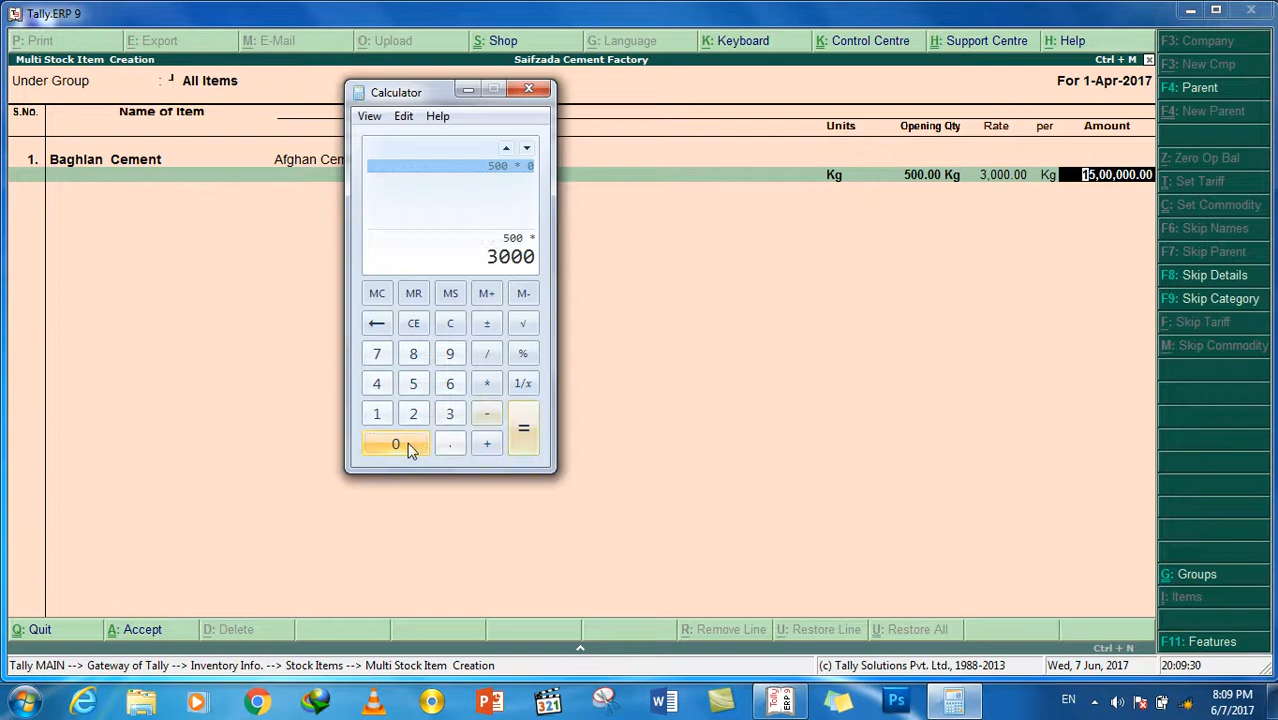 Tally.ERP 9
P: Print E: Export M: E-Mail O: Upload S: Shop G: Language K: Keyboard K: Control Centre H: Support Centre H: Help
Multi Stock Item Creation Saifzada Cement Factory Ctrl + M
Under Group : All Items For 1-Apr-2017
S.No. Name of Item Units Opening Qty Rate per Amount
1. Baghlan Cement Afghan Cem
Kg 500.00 Kg 3,000.00 Kg 15,00,000.00
Calculator
View Edit Help
500 * 0
500 *
3000
MC MR MS M+ M-
← CE C ± √
7 8 9 / %
4 5 6 * 1/x
1 2 3 - =
0 . +
F3: Company
F3: New Cmp
F4: Parent
F4: New Parent
Z: Zero Op Bal
T: Set Tariff
C: Set Commodity
F6: Skip Names
F7: Skip Parent
F8: Skip Details
F9: Skip Category
F: Skip Tariff
M: Skip Commodity
G: Groups
I: Items
F11: Features
Q: Quit A: Accept D: Delete R: Remove Line U: Restore Line U: Restore All
Ctrl + N
Tally MAIN --> Gateway of Tally --> Inventory Info. --> Stock Items --> Multi Stock Item Creation (c) Tally Solutions Pvt. Ltd., 1988-2013 Wed, 7 Jun, 2017 20:09:30
321
EN 8:09 PM
6/7/2017